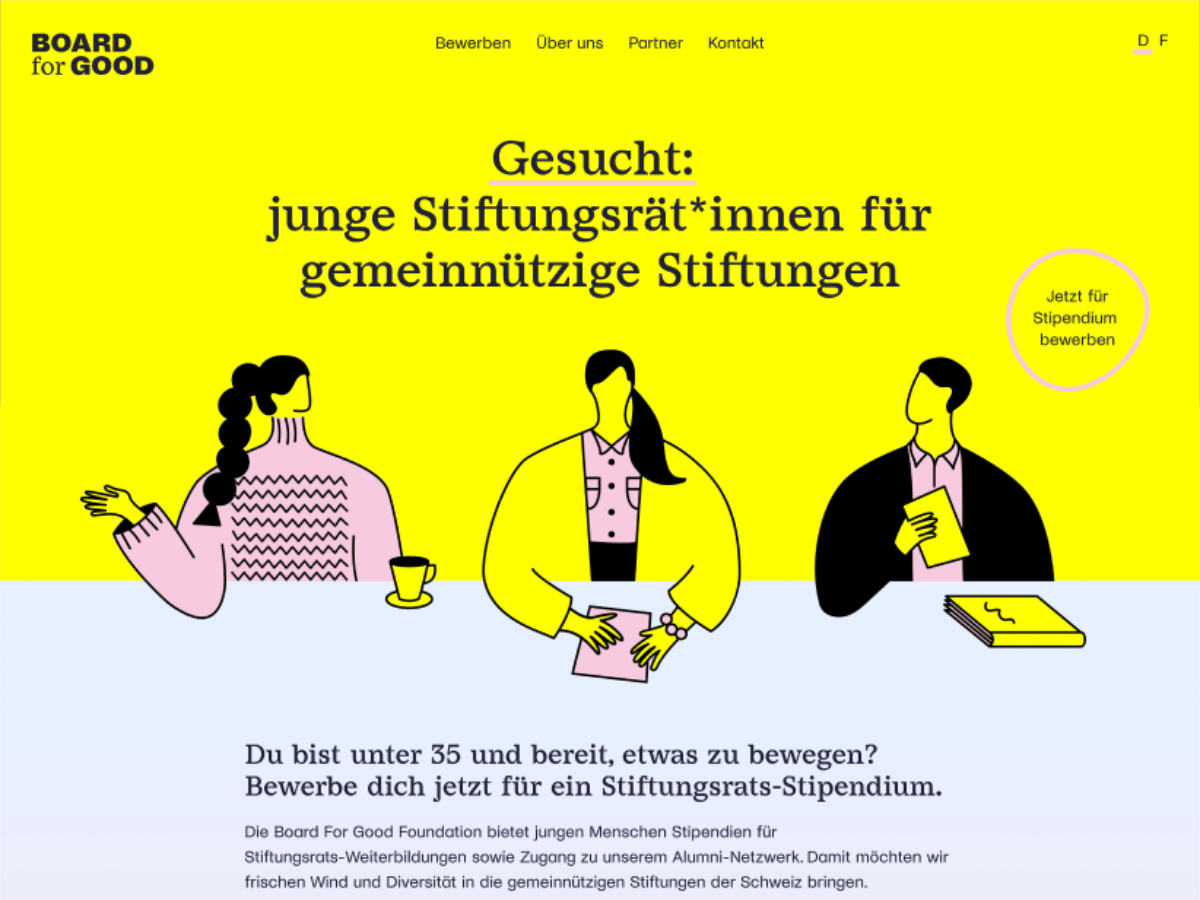 BOARD
for GOOD
Bewerben Über uns Partner Kontakt
D F
Gesucht:
junge Stiftungsrät*innen für
gemeinnützige Stiftungen
Jetzt für
Stipendium
bewerben
Du bist unter 35 und bereit, etwas zu bewegen?
Bewerbe dich jetzt für ein Stiftungsrats-Stipendium.
Die Board For Good Foundation bietet jungen Menschen Stipendien für
Stiftungsrats-Weiterbildungen sowie Zugang zu unserem Alumni-Netzwerk. Damit möchten wir
frischen Wind und Diversität in die gemeinnützigen Stiftungen der Schweiz bringen.